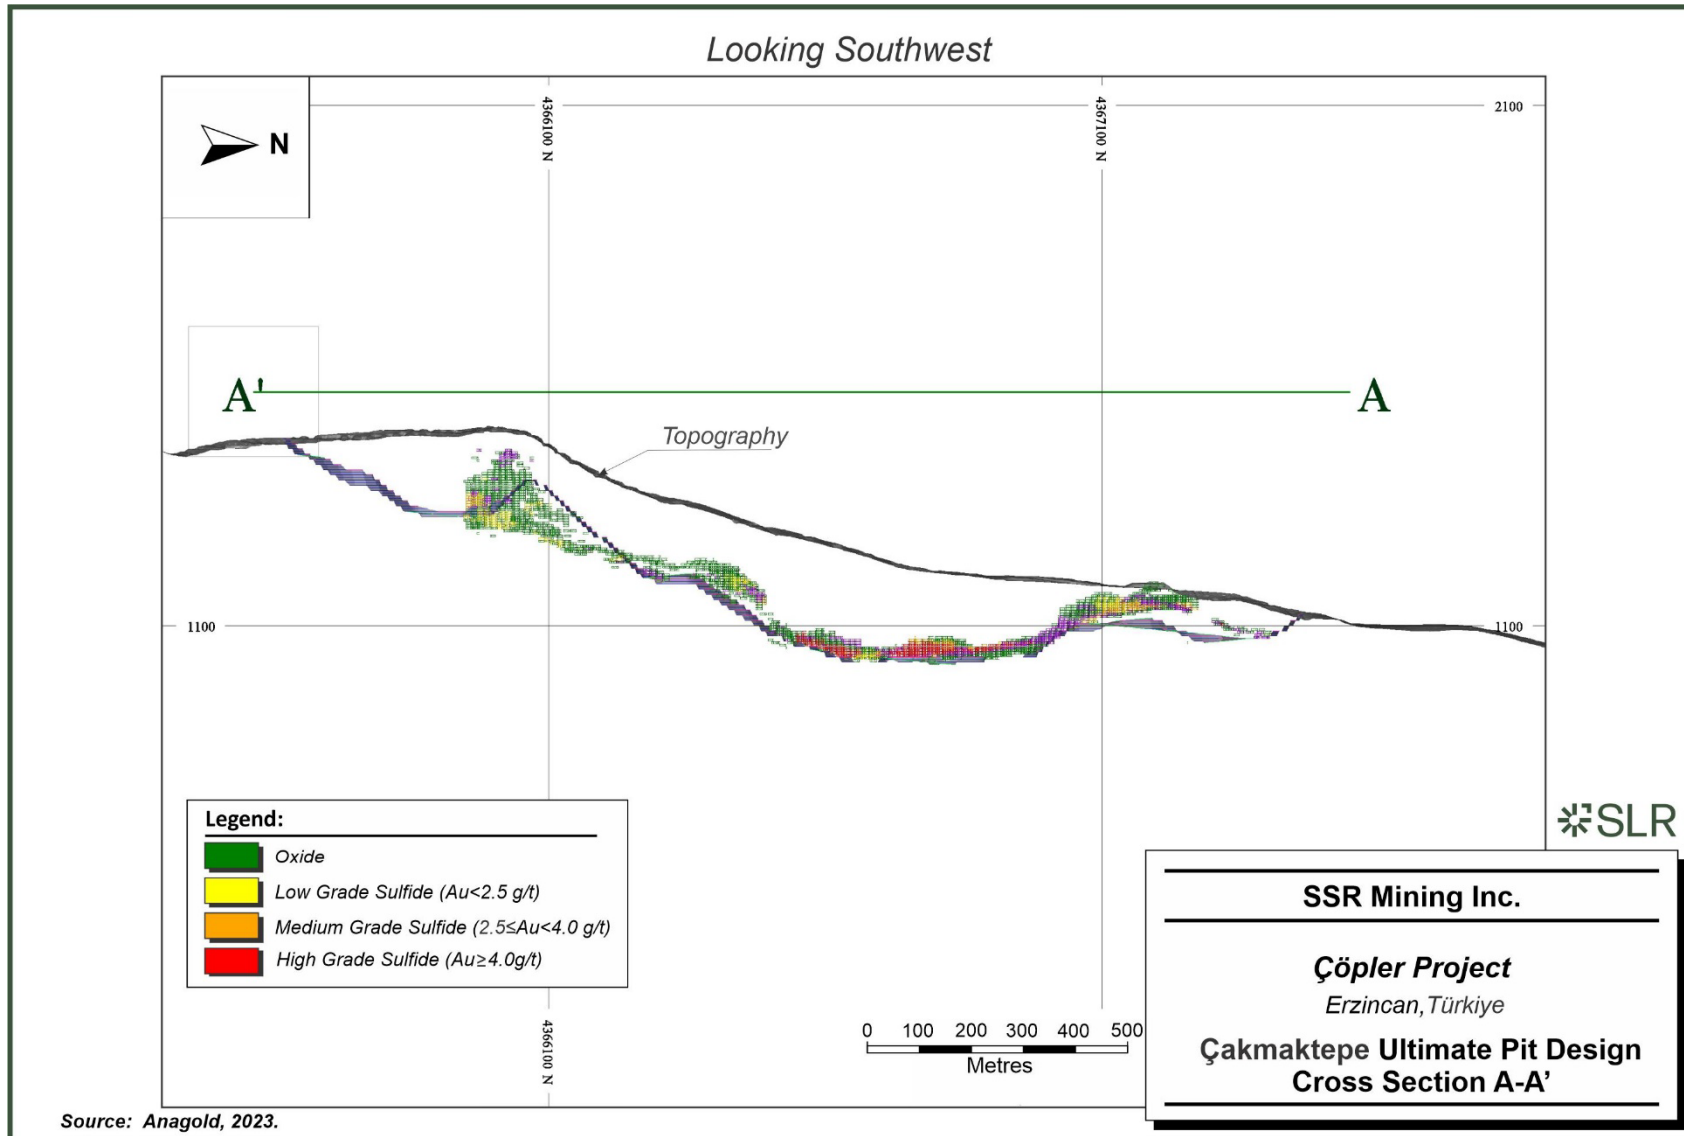 Looking Southwest
N
4366100 N
4367100 N
2100
A'
A
Topography
1100
1100
Legend:
Oxide
Low Grade Sulfide (Au<2.5 g/t)
Medium Grade Sulfide (2.5≤Au<4.0 g/t)
High Grade Sulfide (Au≥4.0g/t)
4366100 N
0 100 200 300 400 500
Metres
SLR
SSR Mining Inc.
Çöpler Project
Erzincan,Türkiye
Çakmaktepe Ultimate Pit Design
Cross Section A-A’
Source: Anagold, 2023.